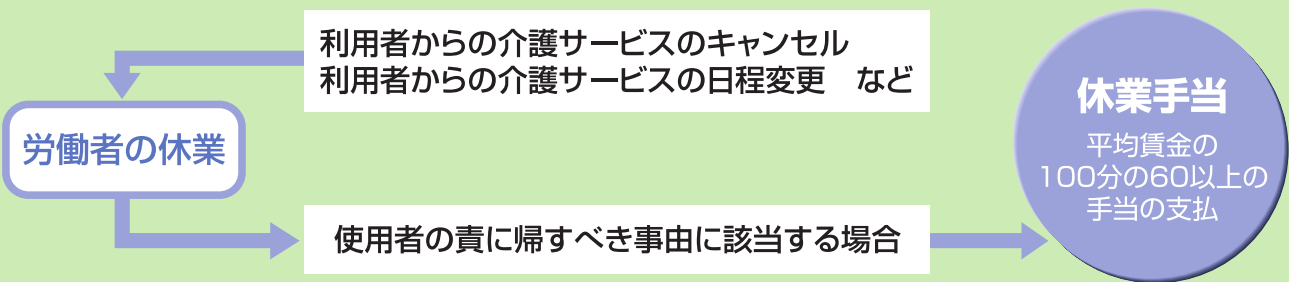 利用者からの介護サービスのキャンセル
利用者からの介護サービスの日程変更　など
労働者の休業
使用者の責に帰すべき事由に該当する場合
休業手当
平均賃金の
100分の60以上の
手当の支払